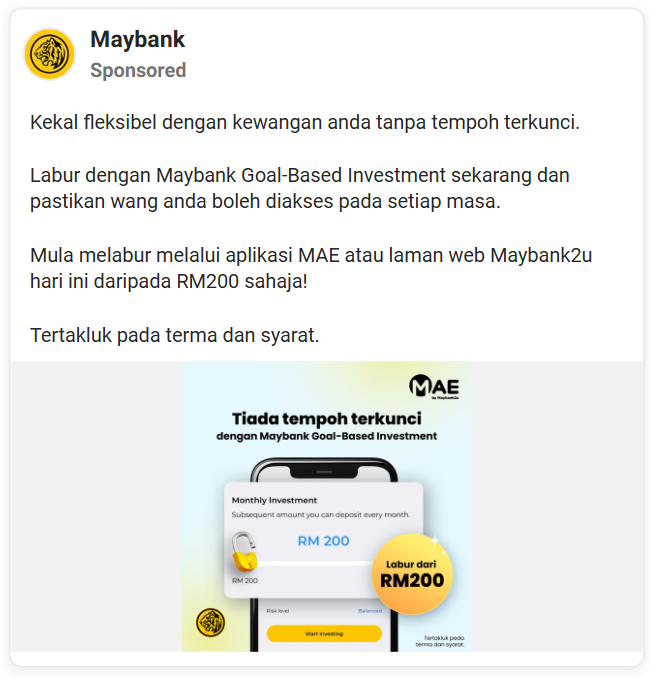 Maybank
Sponsored
Kekal fleksibel dengan kewangan anda tanpa tempoh terkunci.
Labur dengan Maybank Goal-Based Investment sekarang dan
pastikan wang anda boleh diakses pada setiap masa.
Mula melabur melalui aplikasi MAE atau laman web Maybank2u
hari ini daripada RM200 sahaja!
Tertakluk pada terma dan syarat.
MAE
by Maybank2u
Tiada tempoh terkunci
dengan Maybank Goal-Based Investment
Monthly Investment
Subsequent amount you can deposit every month.
RM 200
RM 200
Labur dari
RM200
Risk level Balanced
Start Investing
Tertakluk pada
terma dan syarat.